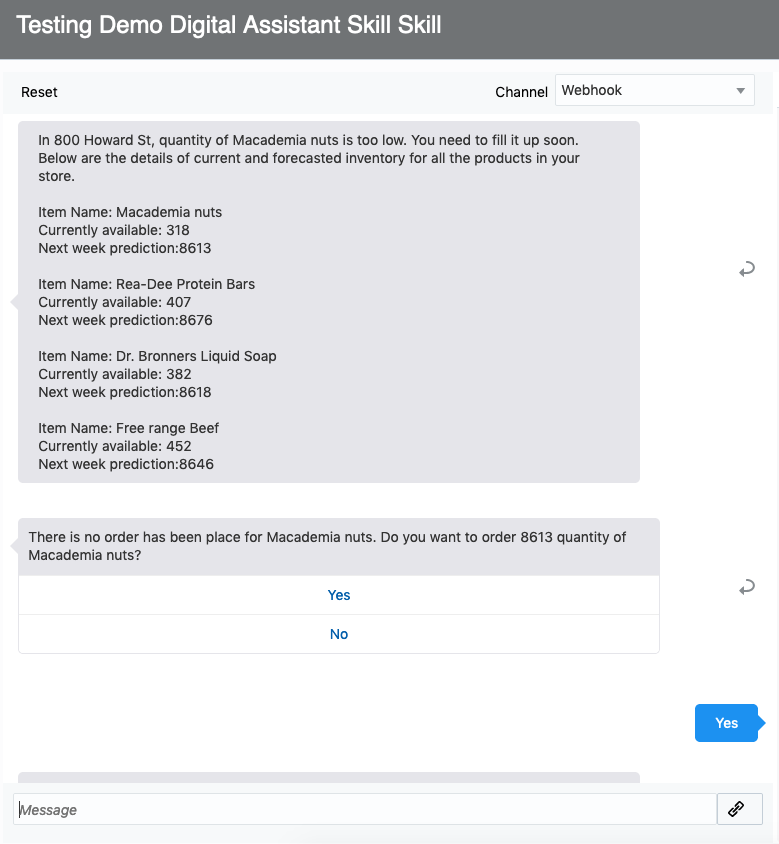 Testing Demo Digital Assistant Skill Skill
Reset
Channel
Webhook
In 800 Howard St, quantity of Macademia nuts is too low. You need to fill it up soon.
Below are the details of current and forecasted inventory for all the products in your
store.
Item Name: Macademia nuts
Currently available: 318
Next week prediction:8613
Item Name: Rea-Dee Protein Bars
Currently available: 407
Next week prediction:8676
Item Name: Dr. Bronners Liquid Soap
Currently available: 382
Next week prediction:8618
Item Name: Free range Beef
Currently available: 452
Next week prediction:8646
There is no order has been place for Macademia nuts. Do you want to order 8613 quantity of
Macademia nuts?
Yes
No
Yes
Message